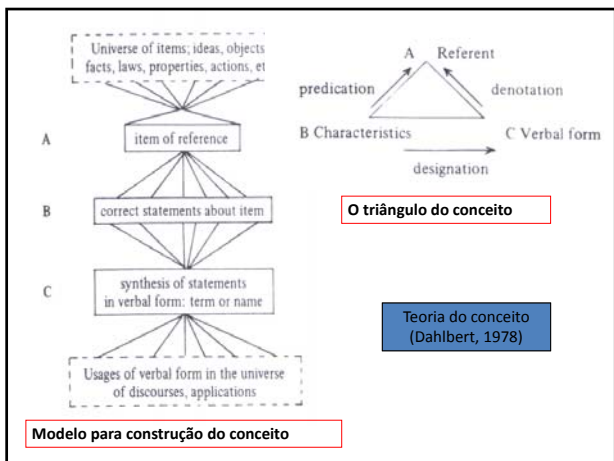 Universe of items; ideas, objects
facts, laws, properties, actions, et
A
item of reference
B
correct statements about item
C
synthesis of statements
in verbal form: term or name
Usages of verbal form in the universe
of discourses, applications
Modelo para construção do conceito
A Referent
predication
denotation
B Characteristics
C Verbal form
designation
O triângulo do conceito
Teoria do conceito
(Dahlbert, 1978)